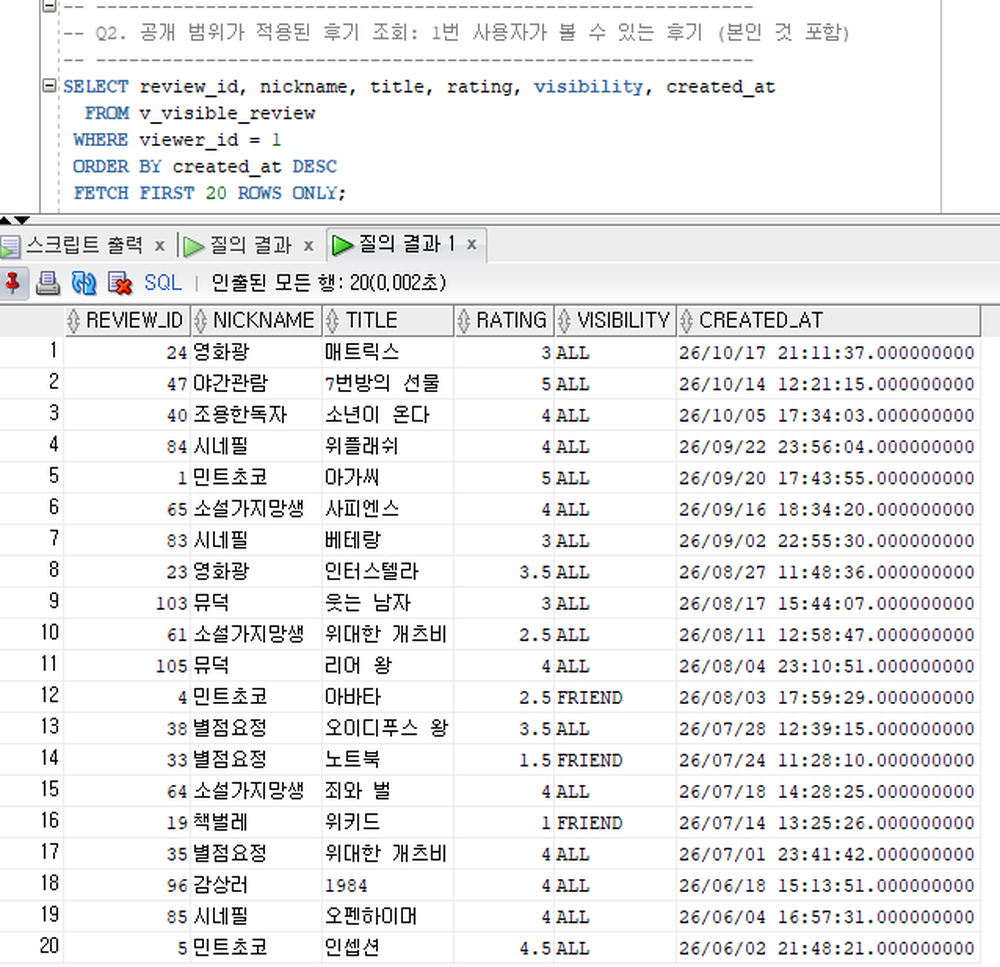 -- ------------------------------------------------------------
-- Q2. 공개 범위가 적용된 후기 조회: 1번 사용자가 볼 수 있는 후기 (본인 것 포함)
-- ------------------------------------------------------------
SELECT review_id, nickname, title, rating, visibility, created_at
FROM v_visible_review
WHERE viewer_id = 1
ORDER BY created_at DESC
FETCH FIRST 20 ROWS ONLY;
스크립트 출력 x 질의 결과 x 질의 결과 1 x
SQL | 인출된 모든 행: 20(0,002초)
REVIEW_ID NICKNAME TITLE RATING VISIBILITY CREATED_AT
1 24 영화광 매트릭스 3 ALL 26/10/17 21:11:37.000000000
2 47 야간관람 7번방의 선물 5 ALL 26/10/14 12:21:15.000000000
3 40 조용한독자 소년이 온다 4 ALL 26/10/05 17:34:03.000000000
4 84 시네필 위플래쉬 4 ALL 26/09/22 23:56:04.000000000
5 1 민트초코 아가씨 5 ALL 26/09/20 17:43:55.000000000
6 65 소설가지망생 사피엔스 4 ALL 26/09/16 18:34:20.000000000
7 83 시네필 베테랑 3 ALL 26/09/02 22:55:30.000000000
8 23 영화광 인터스텔라 3.5 ALL 26/08/27 11:48:36.000000000
9 103 뮤덕 웃는 남자 3 ALL 26/08/17 15:44:07.000000000
10 61 소설가지망생 위대한 개츠비 2.5 ALL 26/08/11 12:58:47.000000000
11 105 뮤덕 리어 왕 4 ALL 26/08/04 23:10:51.000000000
12 4 민트초코 아바타 2.5 FRIEND 26/08/03 17:59:29.000000000
13 38 별점요정 오이디푸스 왕 3.5 ALL 26/07/28 12:39:15.000000000
14 33 별점요정 노트북 1.5 FRIEND 26/07/24 11:28:10.000000000
15 64 소설가지망생 죄와 벌 4 ALL 26/07/18 14:28:25.000000000
16 19 책벌레 위키드 1 FRIEND 26/07/14 13:25:26.000000000
17 35 별점요정 위대한 개츠비 4 ALL 26/07/01 23:41:42.000000000
18 96 감상러 1984 4 ALL 26/06/18 15:13:51.000000000
19 85 시네필 오펜하이머 4 ALL 26/06/04 16:57:31.000000000
20 5 민트초코 인셉션 4.5 ALL 26/06/02 21:48:21.000000000